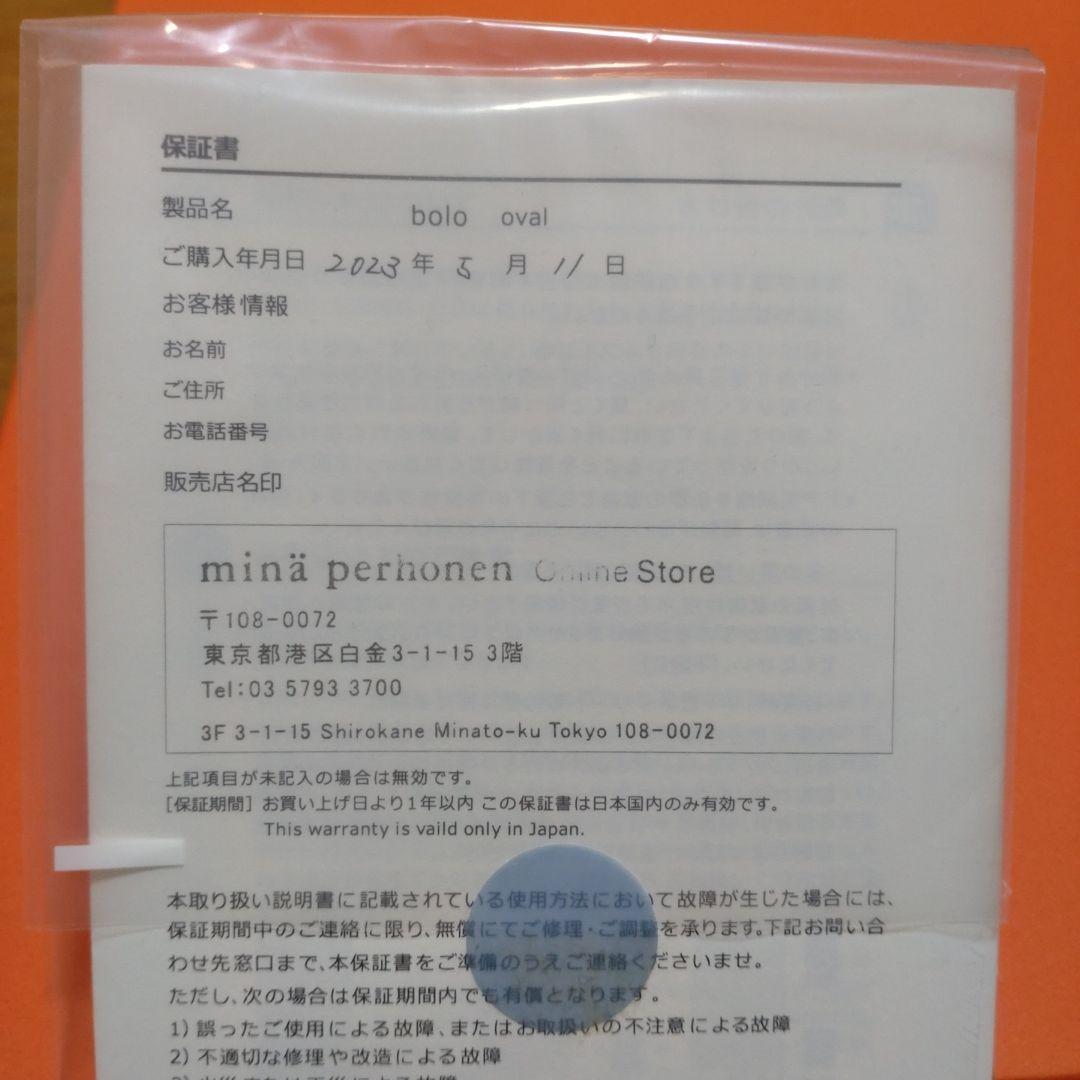 保証書
製品名 bolo oval
ご購入年月日 2023 年 5 月 11 日
お客様情報
お名前
ご住所
お電話番号
販売店名印
minä perhonen Online Store
〒108-0072
東京都港区白金3-1-15 3階
Tel:03 5793 3700
3F 3-1-15 Shirokane Minato-ku Tokyo 108-0072
上記項目が未記入の場合は無効です。
[保証期間] お買い上げ日より1年以内 この保証書は日本国内のみ有効です。
This warranty is vaild only in Japan.
本取り扱い説明書に記載されている使用方法において故障が生じた場合には、
保証期間中のご連絡に限り、無償にてご修理・ご調整を承ります。下記お問い合
わせ先窓口まで、本保証書をご準備のうえご連絡くださいませ。
ただし、次の場合は保証期間内でも有償となります。
1) 誤ったご使用による故障、またはお取扱いの不注意による故障
2) 不適切な修理や改造による故障